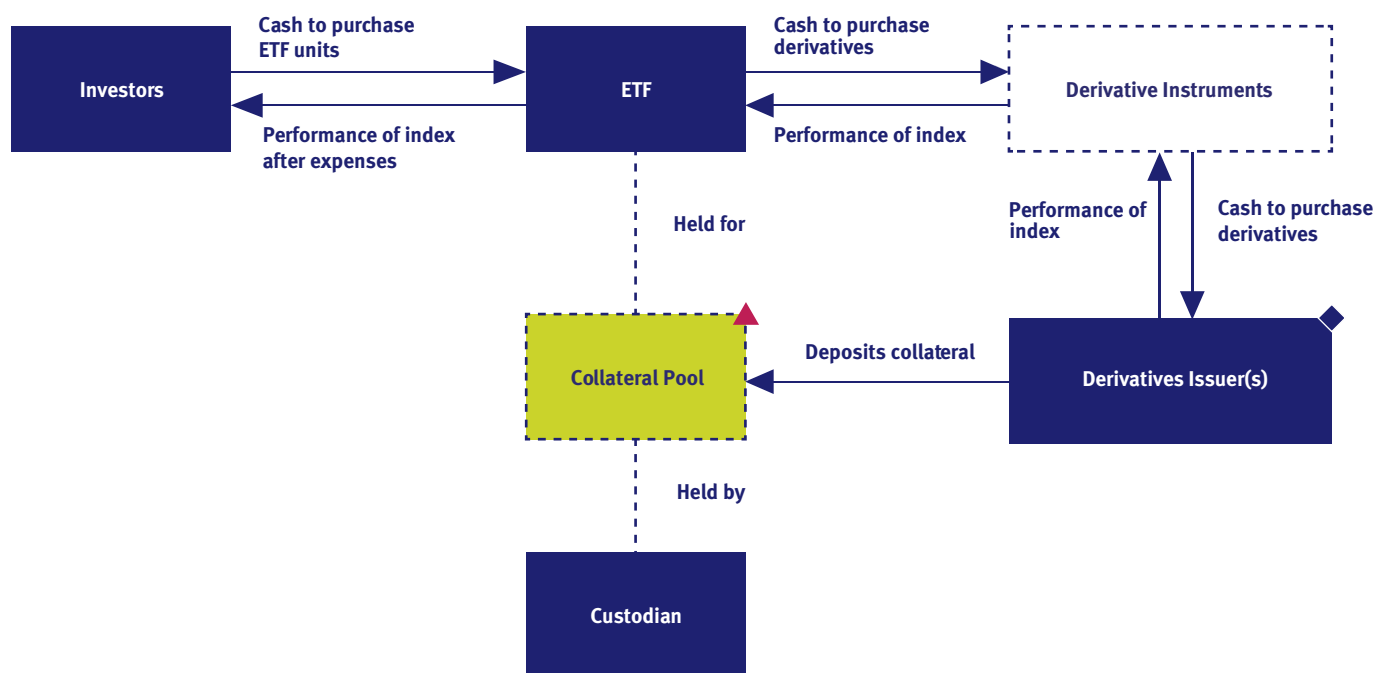 Cash to purchase
ETF units
Cash to purchase
derivatives
Investors
ETF
Derivative Instruments
Performance of index
after expenses
Performance of index
Held for
Performance of
index
Cash to purchase
derivatives
Deposits collateral
Collateral Pool
Derivatives Issuer(s)
Held by
Custodian